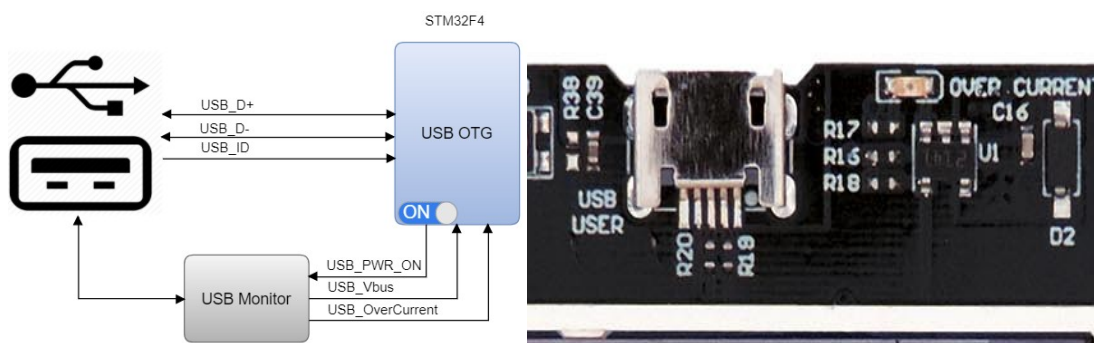 STM32F4
USB_D+
USB_D-
USB_ID
USB OTG
ON
USB_PWR_ON
USB Monitor
USB_Vbus
USB_OverCurrent
R38
C39
OVER CURRENT
C16
R17
R16
R18
U1
USB
USER
R20
R19
D2